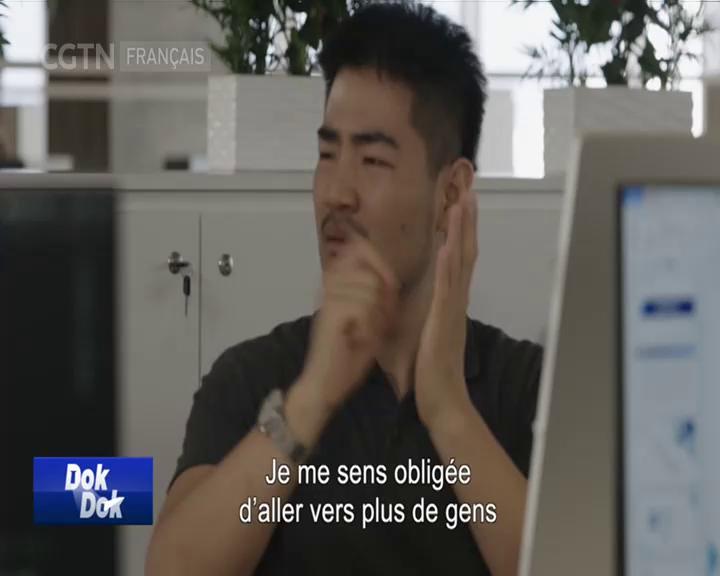 CGTN FRANÇAIS
Dok
Dok
Je me sens obligée
d'aller vers plus de gens